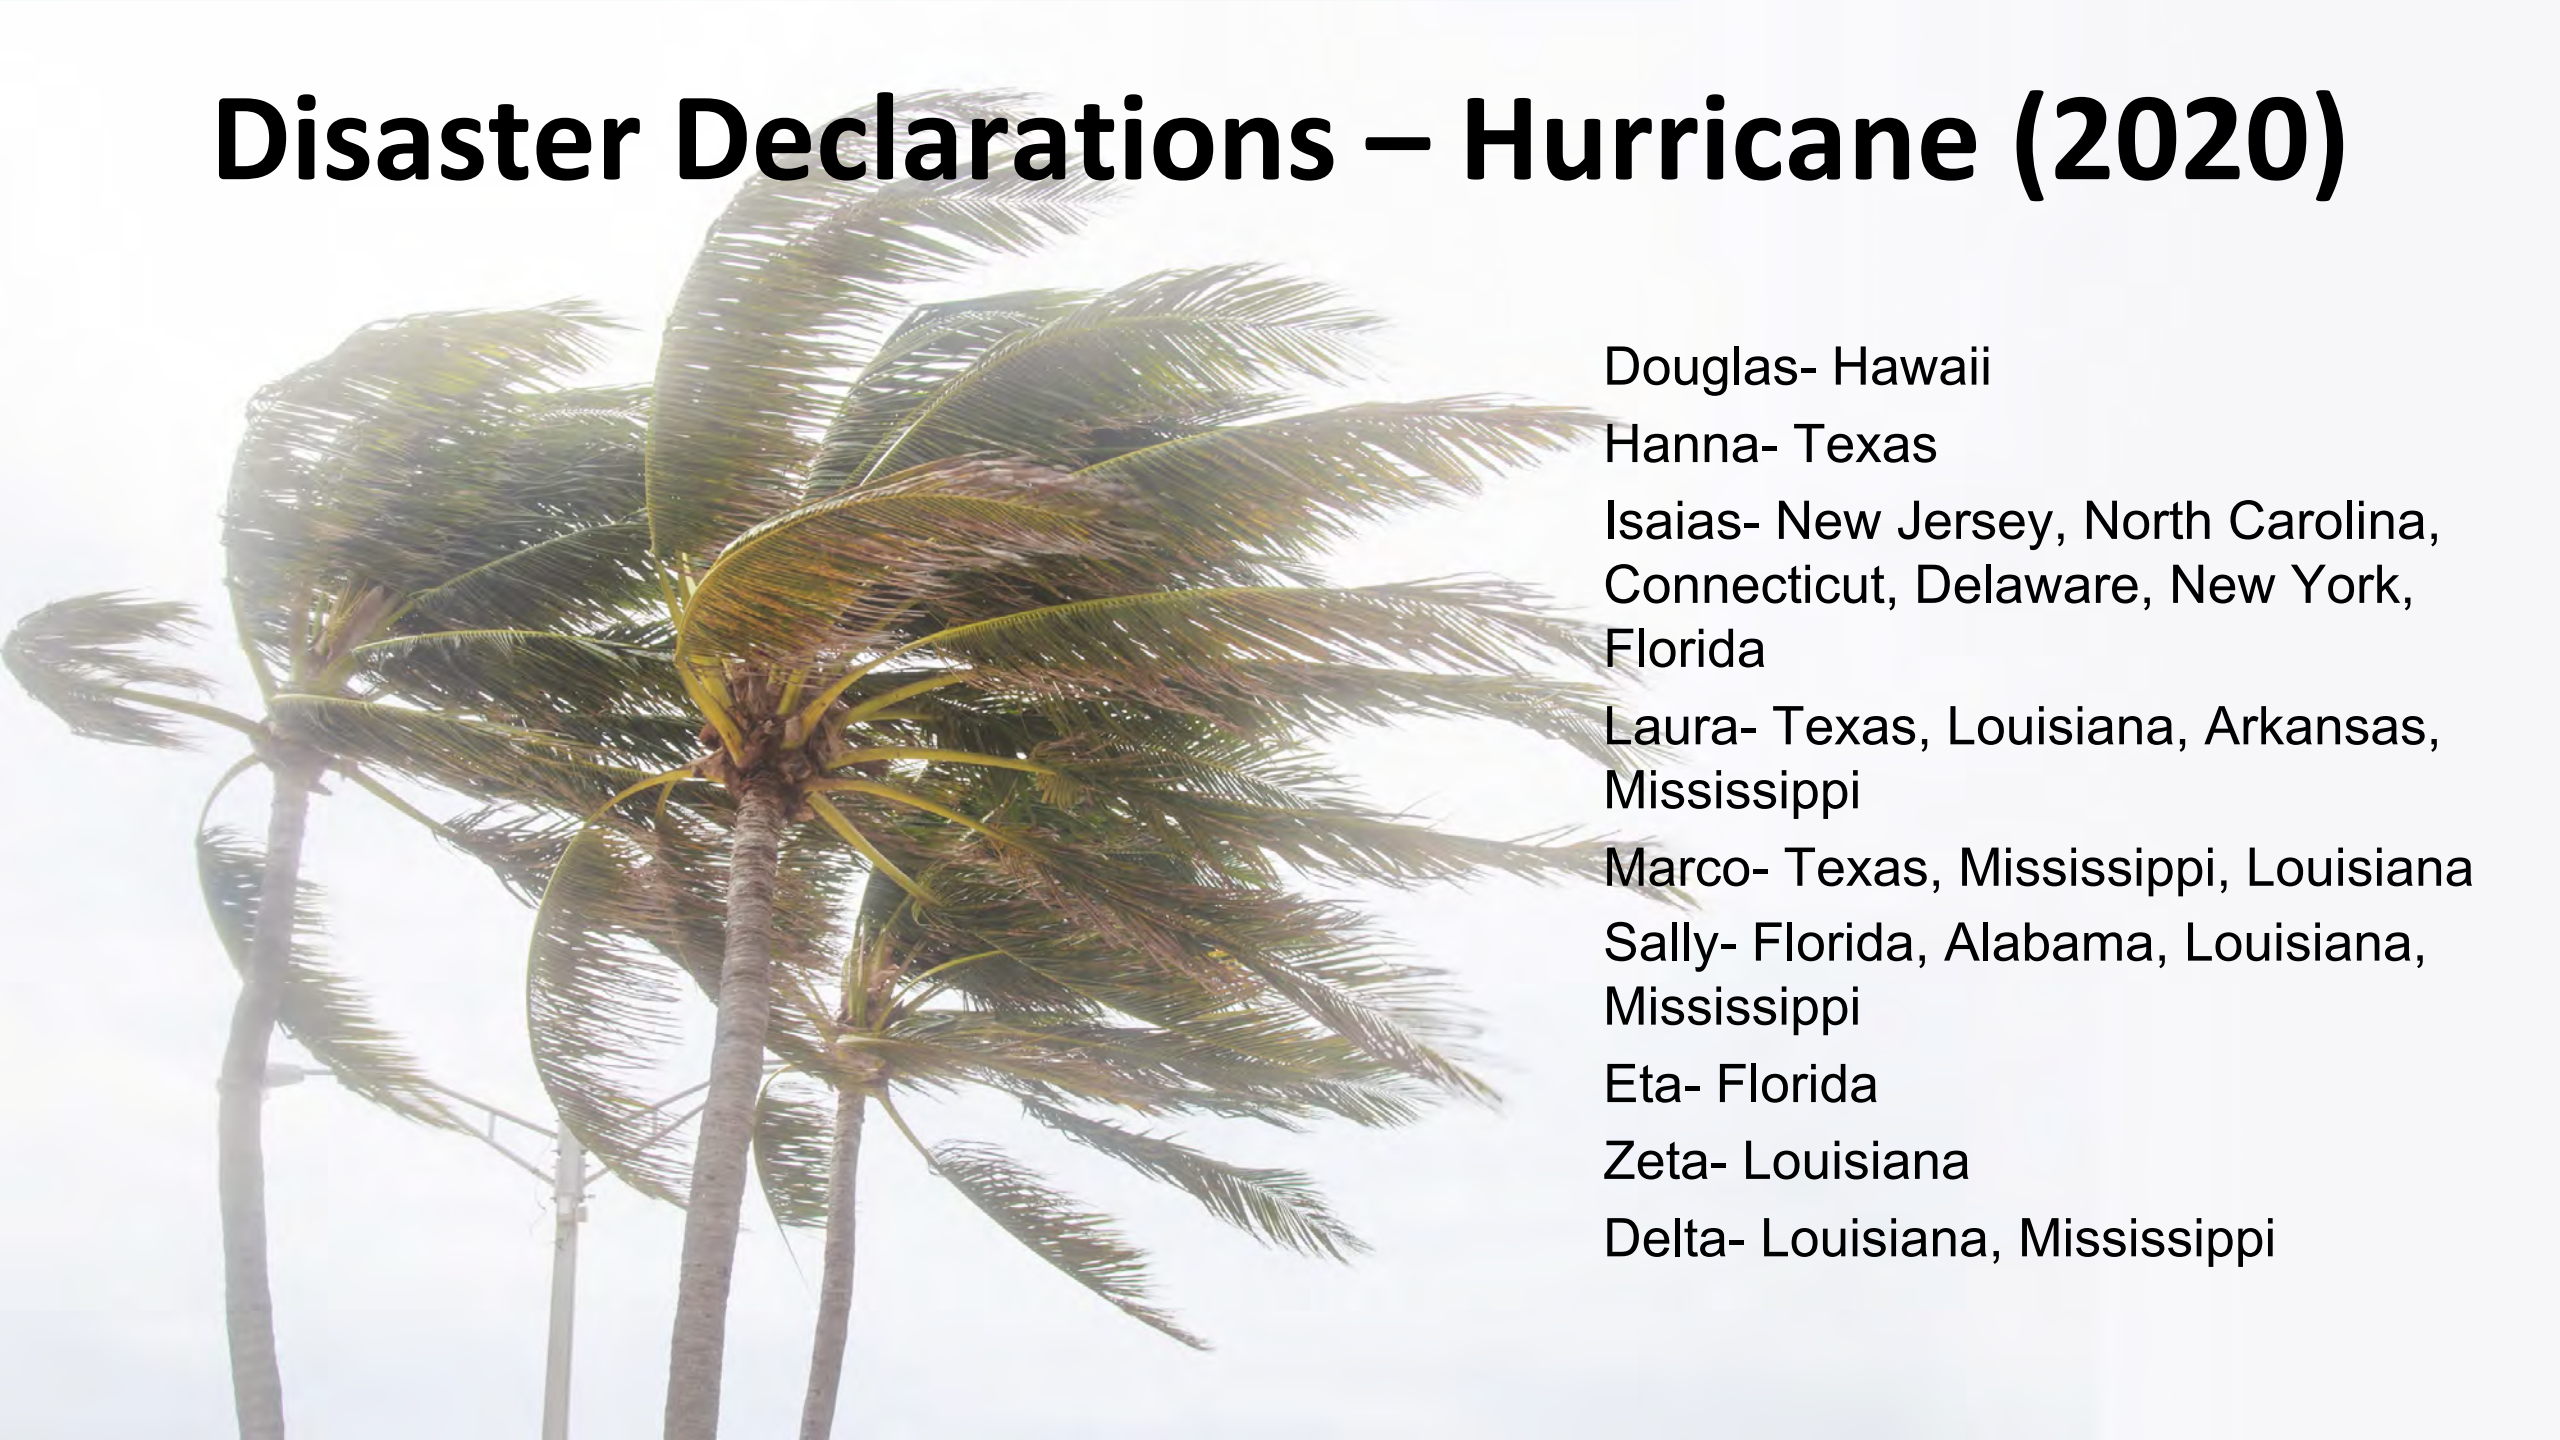 Disaster Declarations – Hurricane (2020)
Douglas- Hawaii
Hanna- Texas
Isaias- New Jersey, North Carolina,
Connecticut, Delaware, New York,
Florida
Laura- Texas, Louisiana, Arkansas,
Mississippi
Marco- Texas, Mississippi, Louisiana
Sally- Florida, Alabama, Louisiana,
Mississippi
Eta- Florida
Zeta- Louisiana
Delta- Louisiana, Mississippi